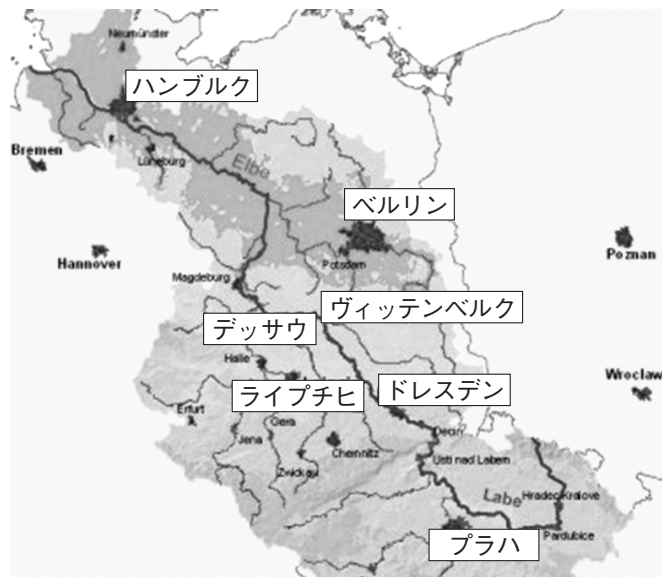 Neumünster
ハンブルク
Bremen
Lüneburg
Elbe
ベルリン
Hannover
Potsdam
Poznan
Magdeburg
ヴィッテンベルク
デッサウ
Halle
ライプチヒ
ドレスデン
Wroclaw
Erfurt
Gera
Decin
Jena
Chemnitz
Usti nad Labem
Zwickau
Labe
Hradec Kralove
プラハ
Pardubice